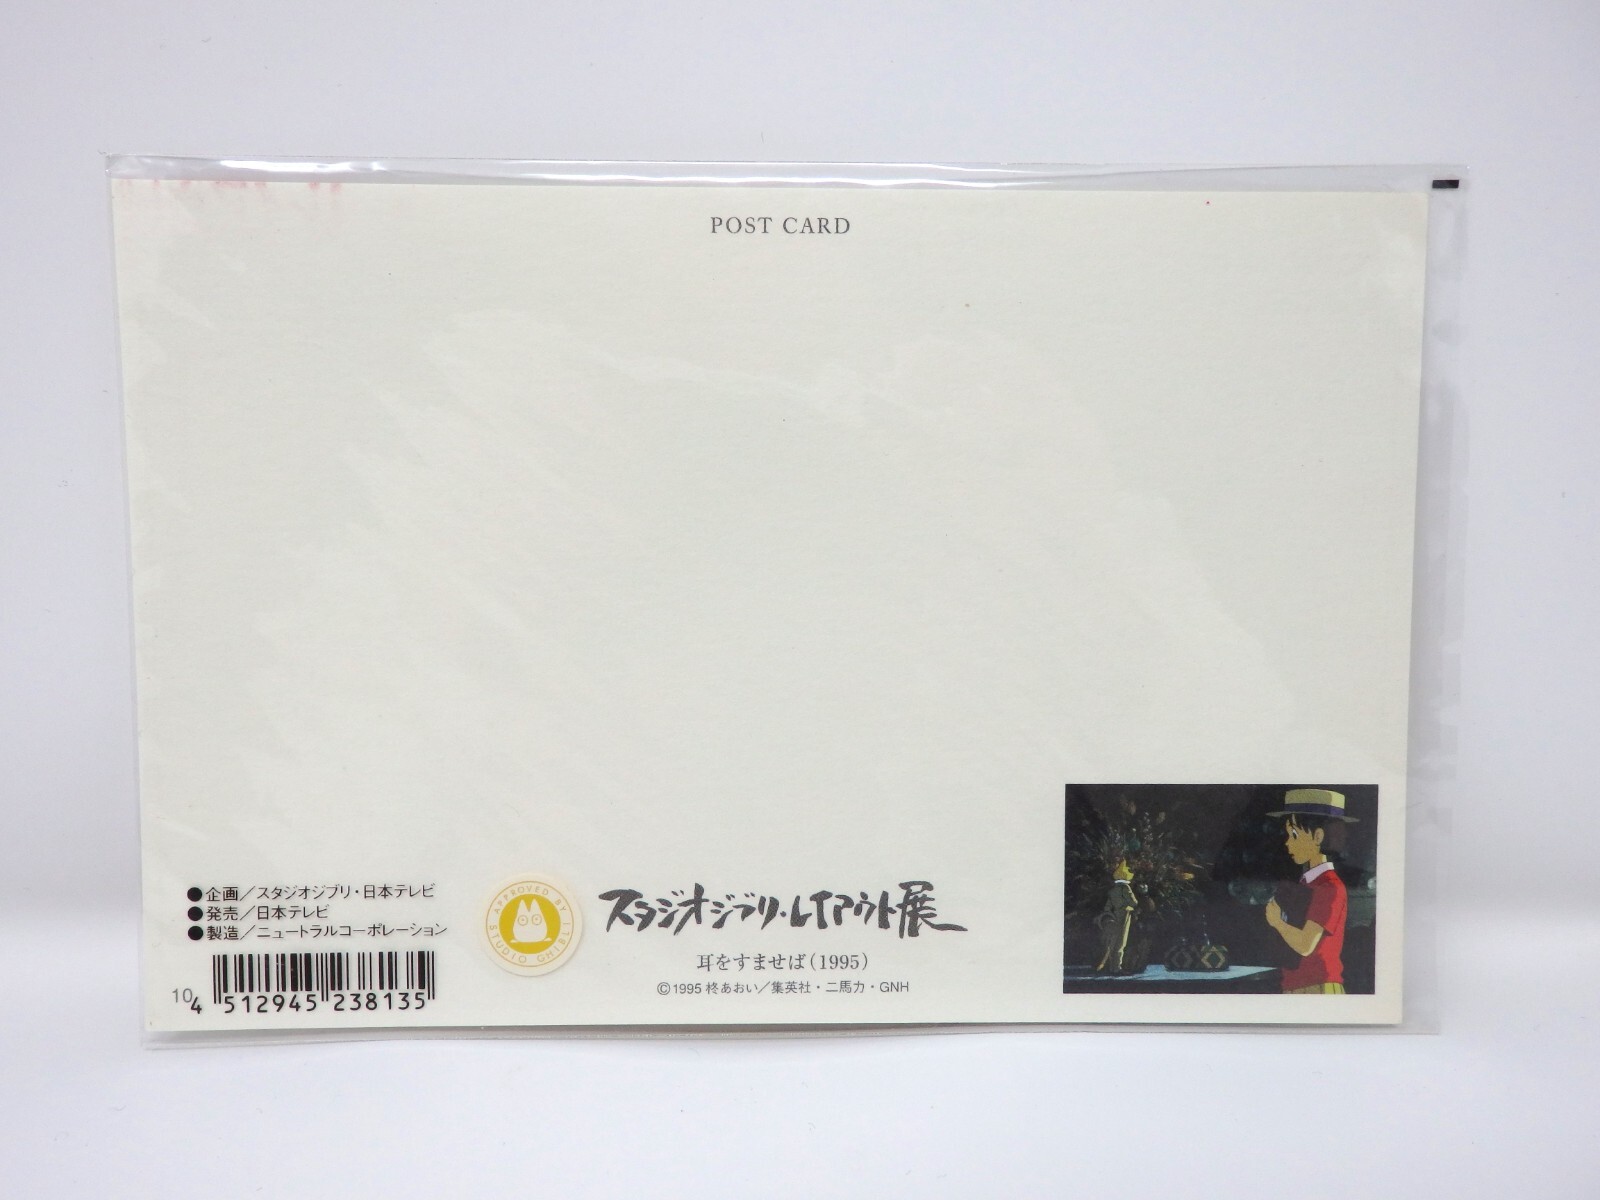 POST CARD
●企画／スタジオジブリ・日本テレビ
●発売／日本テレビ
●製造／ニュートラルコーポレーション
10
4 512945 238135
APPROVED BY
STUDIO GHIBLI
スタジオジブリ・レイアウト展
耳をすませば(1995)
©1995 柊あおい／集英社・二馬力・GNH